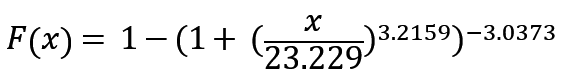 F(x) = 1−(1+ (x/23.229)^3.2159)^−3.0373